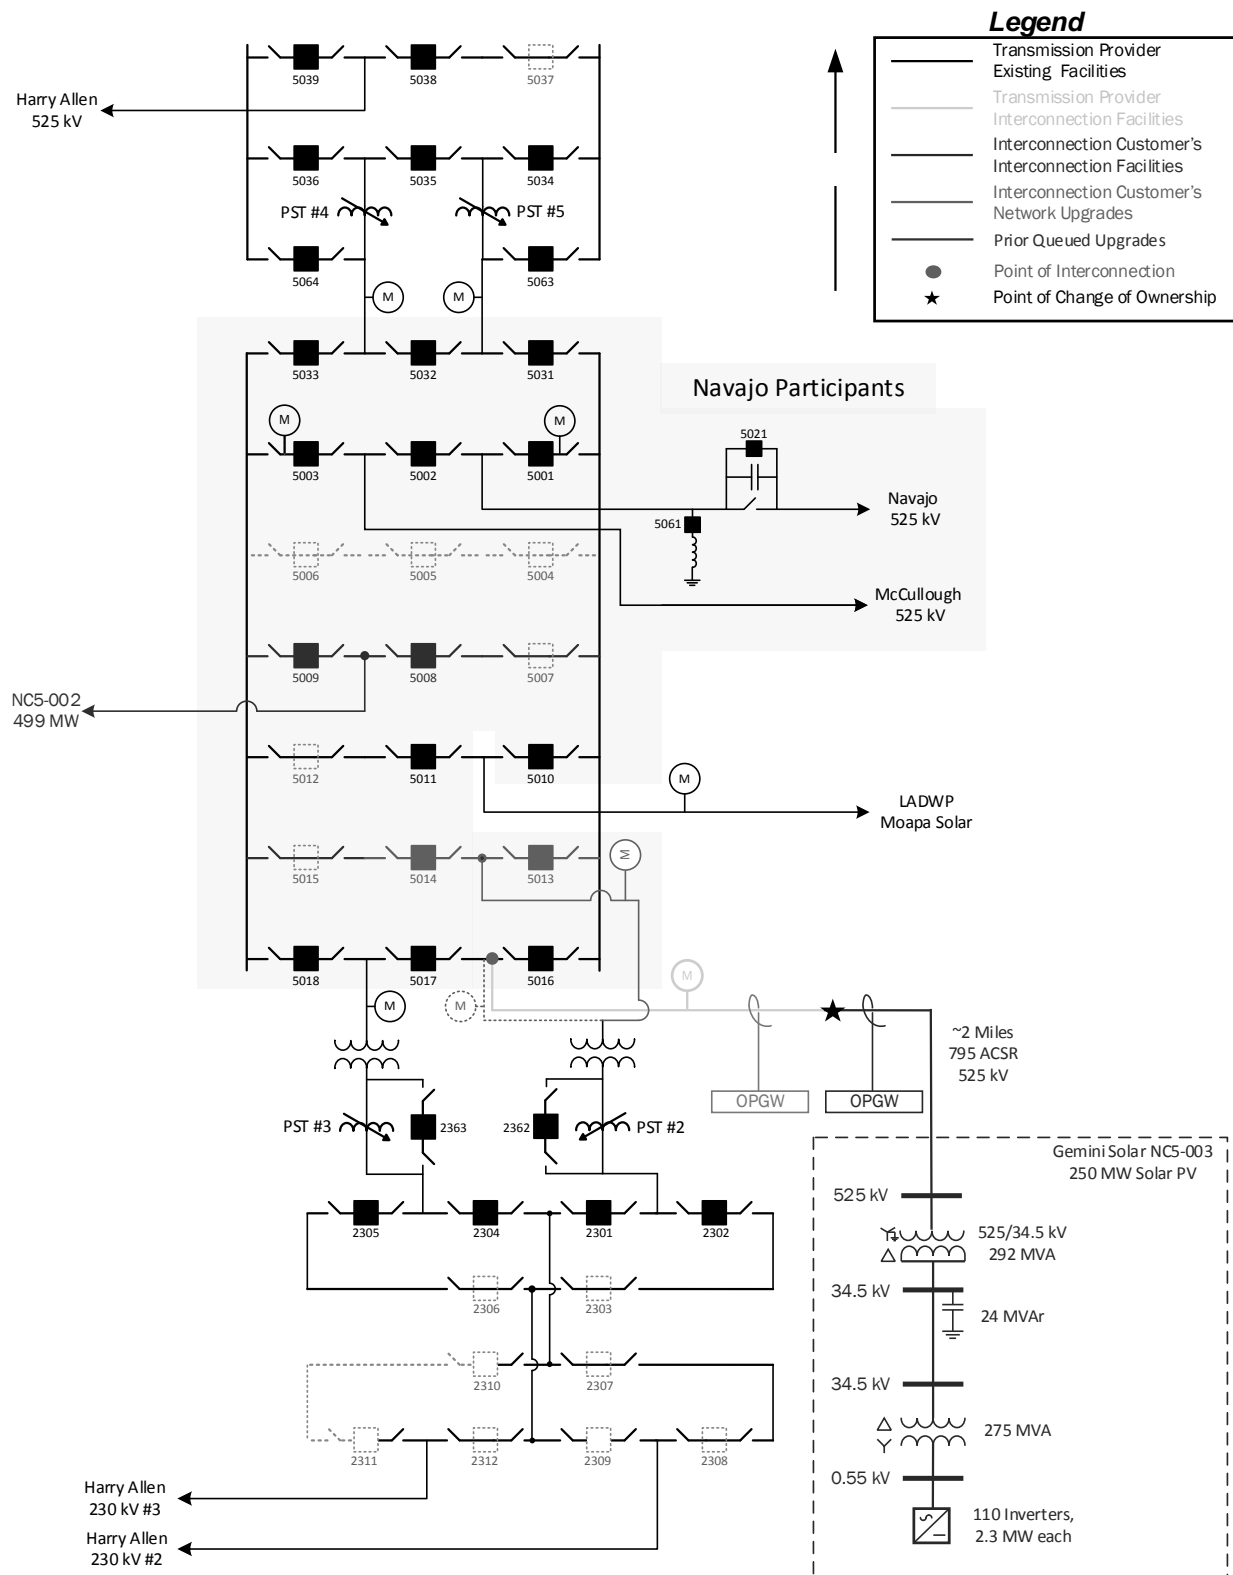 Legend
Transmission Provider
Existing Facilities
Transmission Provider
Interconnection Facilities
Interconnection Customer's
Interconnection Facilities
Interconnection Customer's
Network Upgrades
Prior Queued Upgrades
Point of Interconnection
Point of Change of Ownership
5039
5038
5037
Harry Allen
525 kV
5036
5035
5034
PST #4
PST #5
5064
5063
M
M
5033
5032
5031
Navajo Participants
M
M
5003
5002
5001
5021
Navajo
525 kV
5061
5006
5005
5004
McCullough
525 kV
5009
5008
5007
NC5-002
499 MW
5012
5011
5010
M
LADWP
Moapa Solar
5015
5014
5013
M
5018
5017
5016
M
M
M
~2 Miles
795 ACSR
525 kV
OPGW
OPGW
PST #3
2363
2362
PST #2
Gemini Solar NC5-003
250 MW Solar PV
525 kV
525/34.5 kV
292 MVA
34.5 kV
24 MVAr
34.5 kV
275 MVA
0.55 kV
110 Inverters,
2.3 MW each
2305
2304
2301
2302
2306
2303
2310
2307
2311
2312
2309
2308
Harry Allen
230 kV #3
Harry Allen
230 kV #2